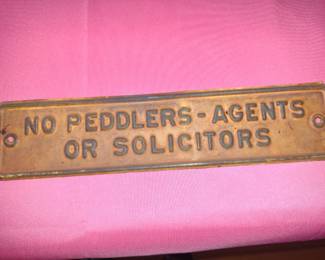 NO PEDDLERS - AGENTS
OR SOLICITORS